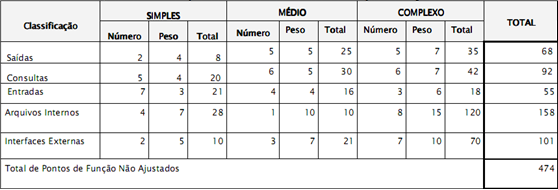 Classificação SIMPLES MÉDIO COMPLEXO TOTAL
Número Peso Total Número Peso Total Número Peso Total
Saídas 2 4 8 5 5 25 5 7 35 68
Consultas 5 4 20 6 5 30 6 7 42 92
Entradas 7 3 21 4 4 16 3 6 18 55
Arquivos Internos 4 7 28 1 10 10 8 15 120 158
Interfaces Externas 2 5 10 3 7 21 7 10 70 101
Total de Pontos de Função Não Ajustados 474